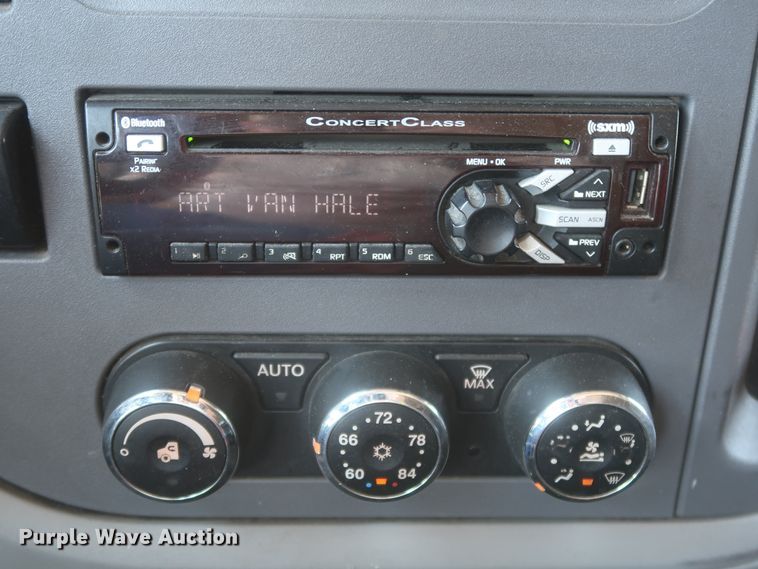 Bluetooth
CONCERTCLASS
((SXM))
PAIRING
X2 REDIAL
MENU • OK
PWR
SRC
NEXT
ART VAN HALE
SCAN ASCN
PREV
DISP
1
2
3
4 RPT
5 RDM
6 ESC
AUTO
MAX
72
66
78
60
84
Purple Wave Auction